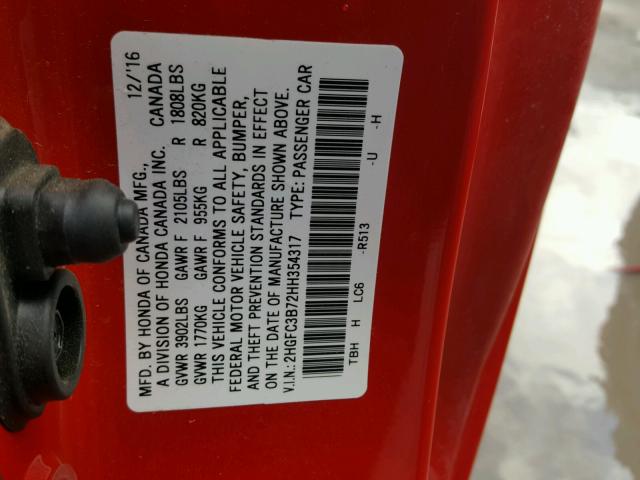 MFD. BY HONDA OF CANADA MFG., 12/'16
A DIVISION OF HONDA CANADA INC. CANADA
GVWR 3902LBS GAWR F 2105LBS R 1808LBS
GVWR 1770KG GAWR F 955KG R 820KG
THIS VEHICLE CONFORMS TO ALL APPLICABLE
FEDERAL MOTOR VEHICLE SAFETY, BUMPER,
AND THEFT PREVENTION STANDARDS IN EFFECT
ON THE DATE OF MANUFACTURE SHOWN ABOVE.
V.I.N.: 2HGFC3B72HH354317 TYPE: PASSENGER CAR
TBH H LC6 -R513 -U -H